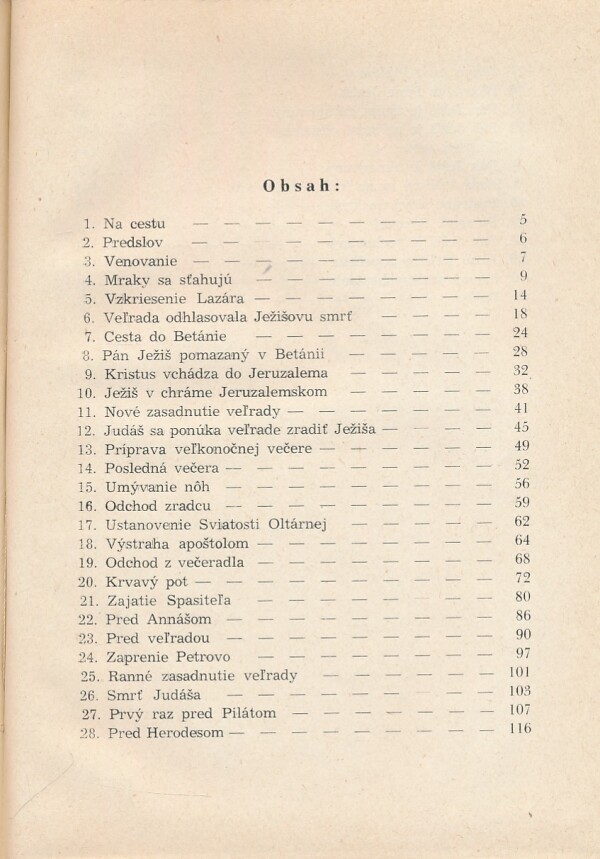 Obsah:
1. Na cestu — — — — — — — — — — 5
2. Predslov — — — — — — — — — — 6
3. Venovanie — — — — — — — — — — 7
4. Mraky sa sťahujú — — — — — — — — 9
5. Vzkriesenie Lazára — — — — — — — — 14
6. Veľrada odhlasovala Ježišovu smrť — — — — — 18
7. Cesta do Betánie — — — — — — — — 24
8. Pán Ježiš pomazaný v Betánii — — — — — 28
9. Kristus vchádza do Jeruzalema — — — — — 32
10. Ježiš v chráme Jeruzalemskom — — — — — 38
11. Nové zasadnutie veľrady — — — — — — — 41
12. Judáš sa ponúka veľrade zradiť Ježiša — — — — 45
13. Príprava veľkonočnej večere — — — — — — 49
14. Posledná večera — — — — — — — — — 52
15. Umývanie nôh — — — — — — — — — 56
16. Odchod zradcu — — — — — — — — — 59
17. Ustanovenie Sviatosti Oltárnej — — — — — 62
18. Výstraha apoštolom — — — — — — — — 64
19. Odchod z večeradla — — — — — — — — 68
20. Krvavý pot — — — — — — — — — — 72
21. Zajatie Spasiteľa — — — — — — — — 80
22. Pred Annášom — — — — — — — — — 86
23. Pred veľradou — — — — — — — — — 90
24. Zaprenie Petrovo — — — — — — — — 97
25. Ranné zasadnutie veľrady — — — — — — 101
26. Smrť Judáša — — — — — — — — — 103
27. Prvý raz pred Pilátom — — — — — — — 107
28. Pred Herodesom — — — — — — — — — 116